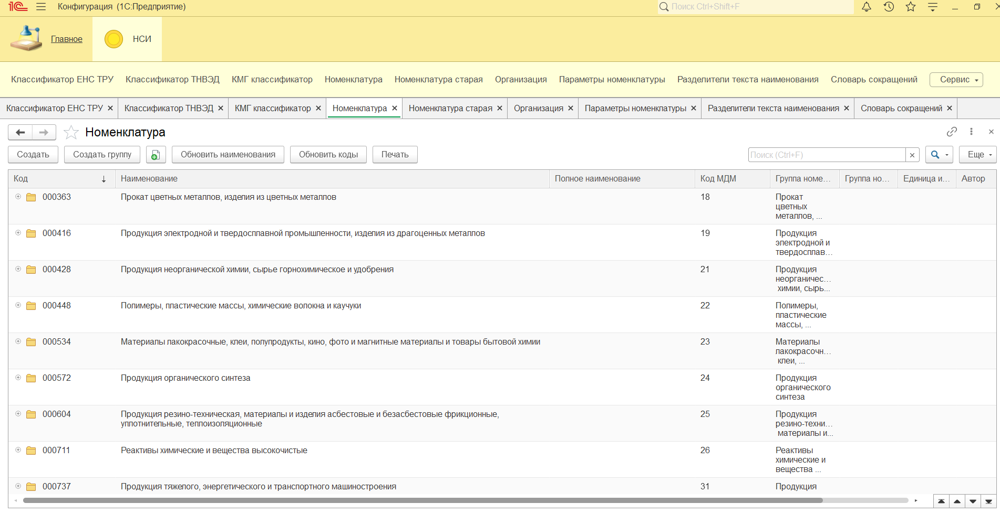 1С Конфигурация (1С:Предприятие) Поиск Ctrl+Shift+F
Главное НСИ
Классификатор ЕНС ТРУ Классификатор ТНВЭД КМГ классификатор Номенклатура Номенклатура старая Организация Параметры номенклатуры Разделители текста наименования Словарь сокращений Сервис
Классификатор ЕНС ТРУ Классификатор ТНВЭД КМГ классификатор Номенклатура Номенклатура старая Организация Параметры номенклатуры Разделители текста наименования Словарь сокращений
Номенклатура
Создать Создать группу Обновить наименования Обновить коды Печать Поиск (Ctrl+F) Еще
Код Наименование Полное наименование Код МДМ Группа номе... Группа но... Единица и... Автор
000363 Прокат цветных металлов, изделия из цветных металлов 18 Прокат
цветных
металлов, ...
000416 Продукция электродной и твердосплавной промышленности, изделия из драгоценных металлов 19 Продукция
электродной и
твердосплав...
000428 Продукция неорганической химии, сырье горнохимическое и удобрения 21 Продукция
неорганичес...
химии, сырь...
000448 Полимеры, пластические массы, химические волокна и каучуки 22 Полимеры,
пластические
массы, ...
000534 Материалы лакокрасочные, клеи, полупродукты, кино, фото и магнитные материалы и товары бытовой химии 23 Материалы
лакокрасочн...
клеи, ...
000572 Продукция органического синтеза 24 Продукция
органического
синтеза
000604 Продукция резино-техническая, материалы и изделия асбестовые и безасбестовые фрикционные, 25 Продукция
уплотнительные, теплоизоляционные резино-техни...
материалы и...
000711 Реактивы химические и вещества высокочистые 26 Реактивы
химические и
вещества ...
000737 Продукция тяжелого, энергетического и транспортного машиностроения 31 Продукция